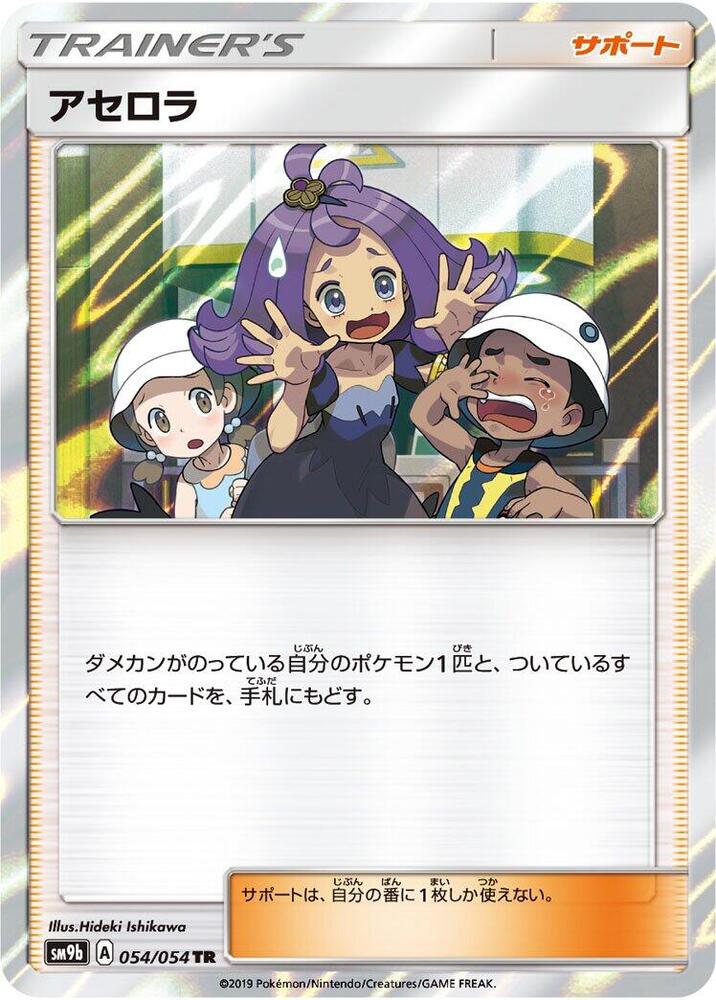 TRAINER'S サポート
アセロラ
ダメカンがのっている自分のポケモン1匹と、ついているす
べてのカードを、手札にもどす。
サポートは、自分の番に1枚しか使えない。
Illus.Hideki Ishikawa
sm9b A 054/054 TR
©2019 Pokémon/Nintendo/Creatures/GAME FREAK.